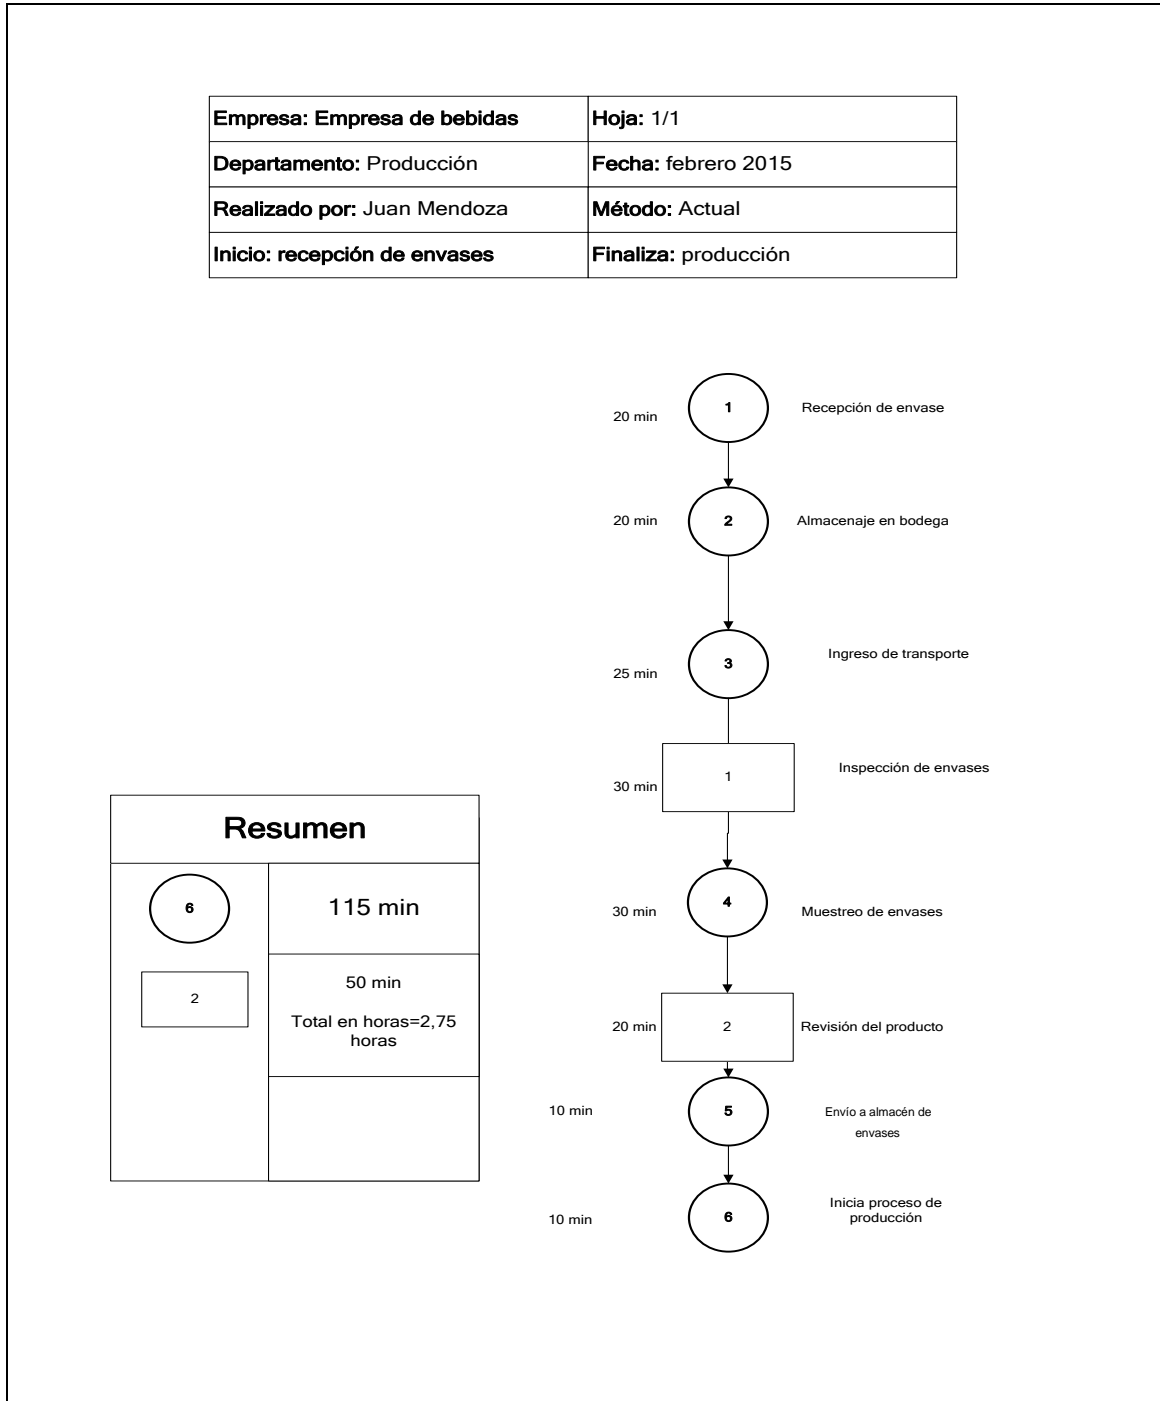 Empresa: Empresa de bebidas
Hoja: 1/1
Departamento: Producción
Fecha: febrero 2015
Realizado por: Juan Mendoza
Método: Actual
Inicio: recepción de envases
Finaliza: producción
20 min
1
Recepción de envase
20 min
2
Almacenaje en bodega
25 min
3
Ingreso de transporte
30 min
1
Inspección de envases
30 min
4
Muestreo de envases
20 min
2
Revisión del producto
10 min
5
Envío a almacén de
envases
10 min
6
Inicia proceso de
producción
Resumen
6
115 min
2
50 min
Total en horas=2,75
horas